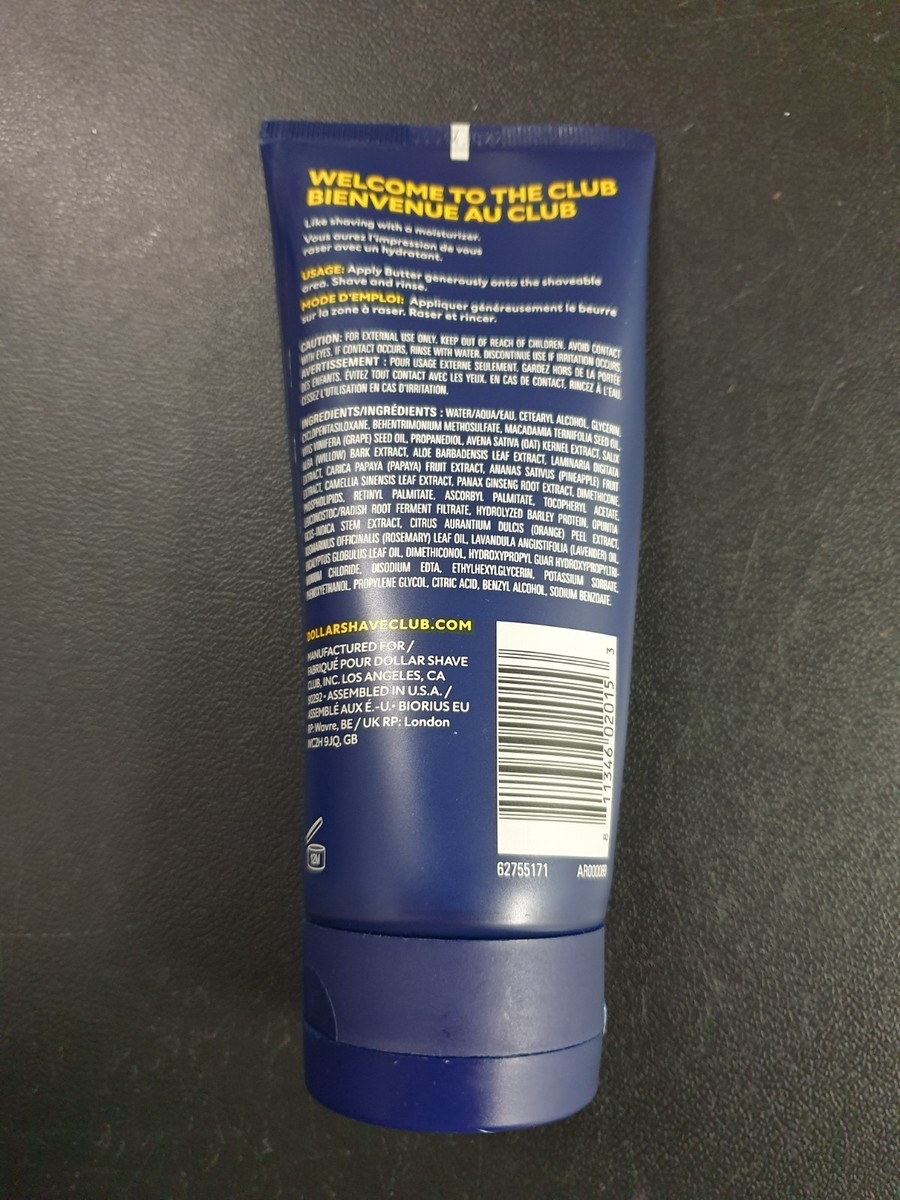 WELCOME TO THE CLUB
BIENVENUE AU CLUB
Like shaving with a moisturizer.
Vous aurez l'impression de vous
raser avec un hydratant.
USAGE: Apply Butter generously onto the shaveable
area. Shave and rinse.
MODE D'EMPLOI: Appliquer généreusement le beurre
sur la zone à raser. Raser et rincer.
CAUTION: FOR EXTERNAL USE ONLY. KEEP OUT OF REACH OF CHILDREN. AVOID CONTACT
WITH EYES. IF CONTACT OCCURS, RINSE WITH WATER. DISCONTINUE USE IF IRRITATION OCCURS.
AVERTISSEMENT : POUR USAGE EXTERNE SEULEMENT. GARDEZ HORS DE LA PORTÉE
DES ENFANTS. ÉVITEZ TOUT CONTACT AVEC LES YEUX. EN CAS DE CONTACT, RINCEZ À L'EAU.
CESSEZ L'UTILISATION EN CAS D'IRRITATION.
INGREDIENTS/INGRÉDIENTS : WATER/AQUA/EAU, CETEARYL ALCOHOL, GLYCERIN,
CYCLOPENTASILOXANE, BEHENTRIMONIUM METHOSULFATE, MACADAMIA TERNIFOLIA SEED OIL,
VITIS VINIFERA (GRAPE) SEED OIL, PROPANEDIOL, AVENA SATIVA (OAT) KERNEL EXTRACT, SALIX
ALBA (WILLOW) BARK EXTRACT, ALOE BARBADENSIS LEAF EXTRACT, LAMINARIA DIGITATA
EXTRACT, CARICA PAPAYA (PAPAYA) FRUIT EXTRACT, ANANAS SATIVUS (PINEAPPLE) FRUIT
EXTRACT, CAMELLIA SINENSIS LEAF EXTRACT, PANAX GINSENG ROOT EXTRACT, DIMETHICONE,
PHOSPHOLIPIDS, RETINYL PALMITATE, ASCORBYL PALMITATE, TOCOPHERYL ACETATE,
LEUCONOSTOC/RADISH ROOT FERMENT FILTRATE, HYDROLYZED BARLEY PROTEIN, OPUNTIA
FICUS-INDICA STEM EXTRACT, CITRUS AURANTIUM DULCIS (ORANGE) PEEL EXTRACT,
ROSMARINUS OFFICINALIS (ROSEMARY) LEAF OIL, LAVANDULA ANGUSTIFOLIA (LAVENDER) OIL,
EUCALYPTUS GLOBULUS LEAF OIL, DIMETHICONOL, HYDROXYPROPYL GUAR HYDROXYPROPYLTRI-
MONIUM CHLORIDE, DISODIUM EDTA, ETHYLHEXYLGLYCERIN, POTASSIUM SORBATE,
PHENOXYETHANOL, PROPYLENE GLYCOL, CITRIC ACID, BENZYL ALCOHOL, SODIUM BENZOATE.
DOLLARSHAVECLUB.COM
MANUFACTURED FOR /
FABRIQUÉ POUR DOLLAR SHAVE
CLUB, INC. LOS ANGELES, CA
90292 • ASSEMBLED IN U.S.A. /
ASSEMBLÉ AUX É.-U. • BIORIUS EU
RP: Wavre, BE / UK RP: London
WC2H 9JQ, GB
12M
8 11346 02015 3
62755171 AR000069